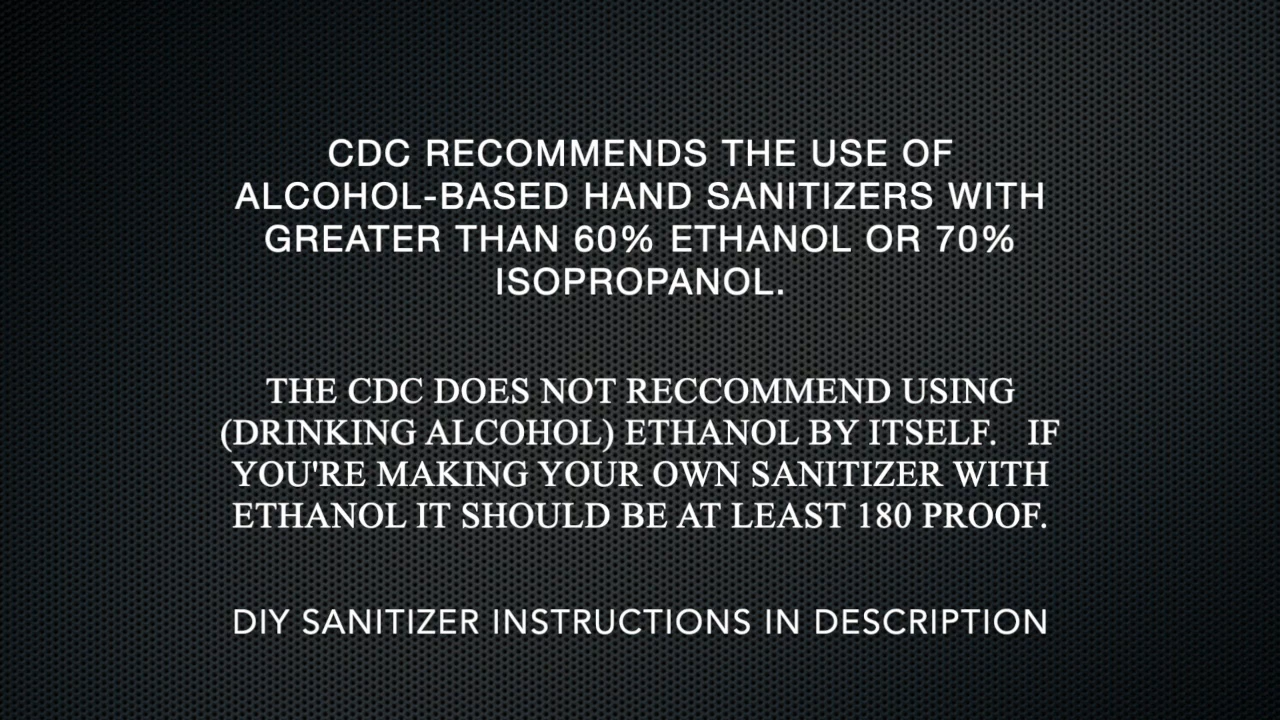 CDC RECOMMENDS THE USE OF
ALCOHOL-BASED HAND SANITIZERS WITH
GREATER THAN 60% ETHANOL OR 70%
ISOPROPANOL.
THE CDC DOES NOT RECCOMMEND USING
(DRINKING ALCOHOL) ETHANOL BY ITSELF.   IF
YOU'RE MAKING YOUR OWN SANITIZER WITH
ETHANOL IT SHOULD BE AT LEAST 180 PROOF.
DIY SANITIZER INSTRUCTIONS IN DESCRIPTION